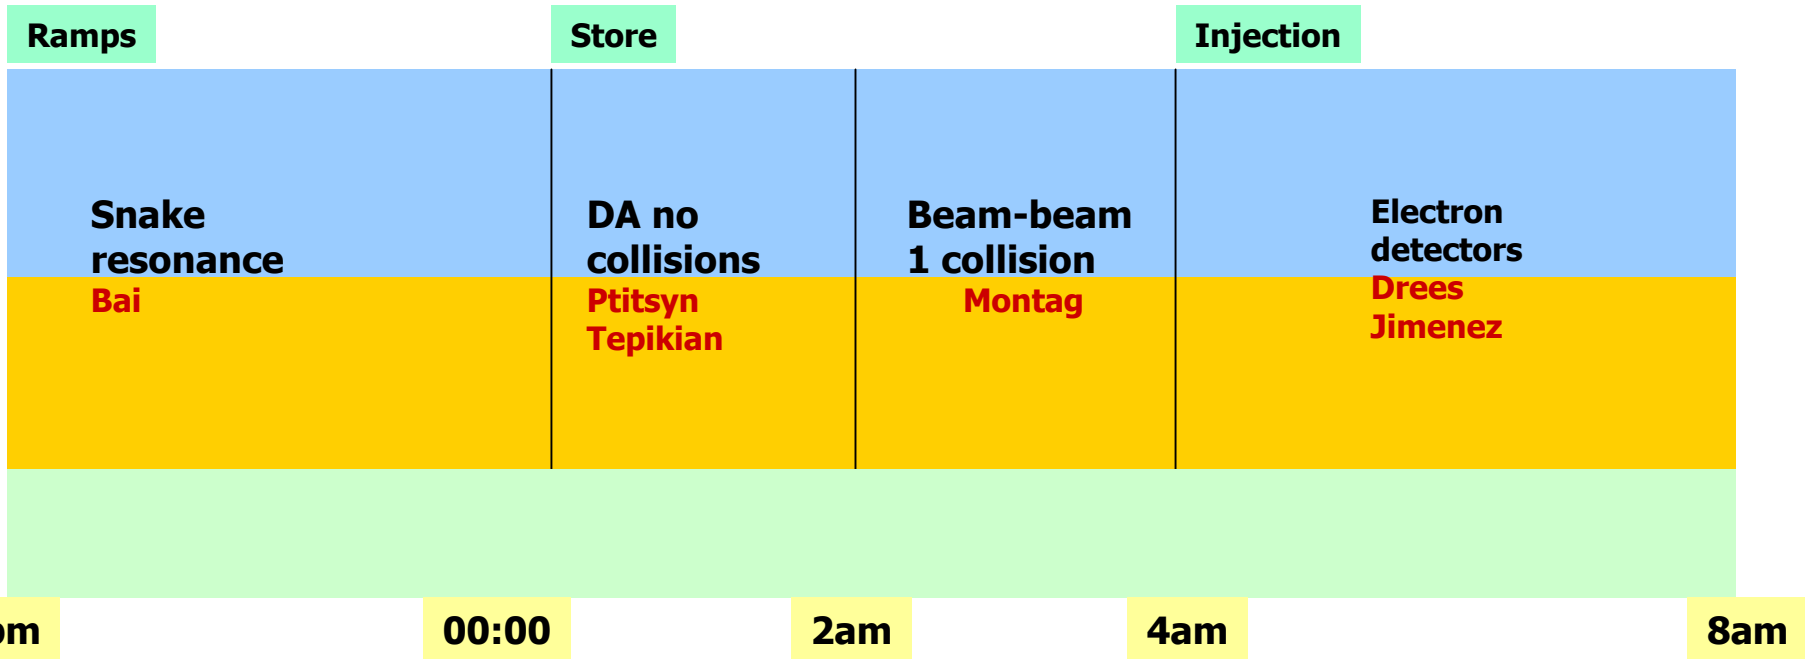 Ramps
Store
Injection
Snake
resonance
Bai
DA no
collisions
Ptitsyn
Tepikian
Beam-beam
1 collision
Montag
Electron
detectors
Drees
Jimenez
00:00
2am
4am
8am